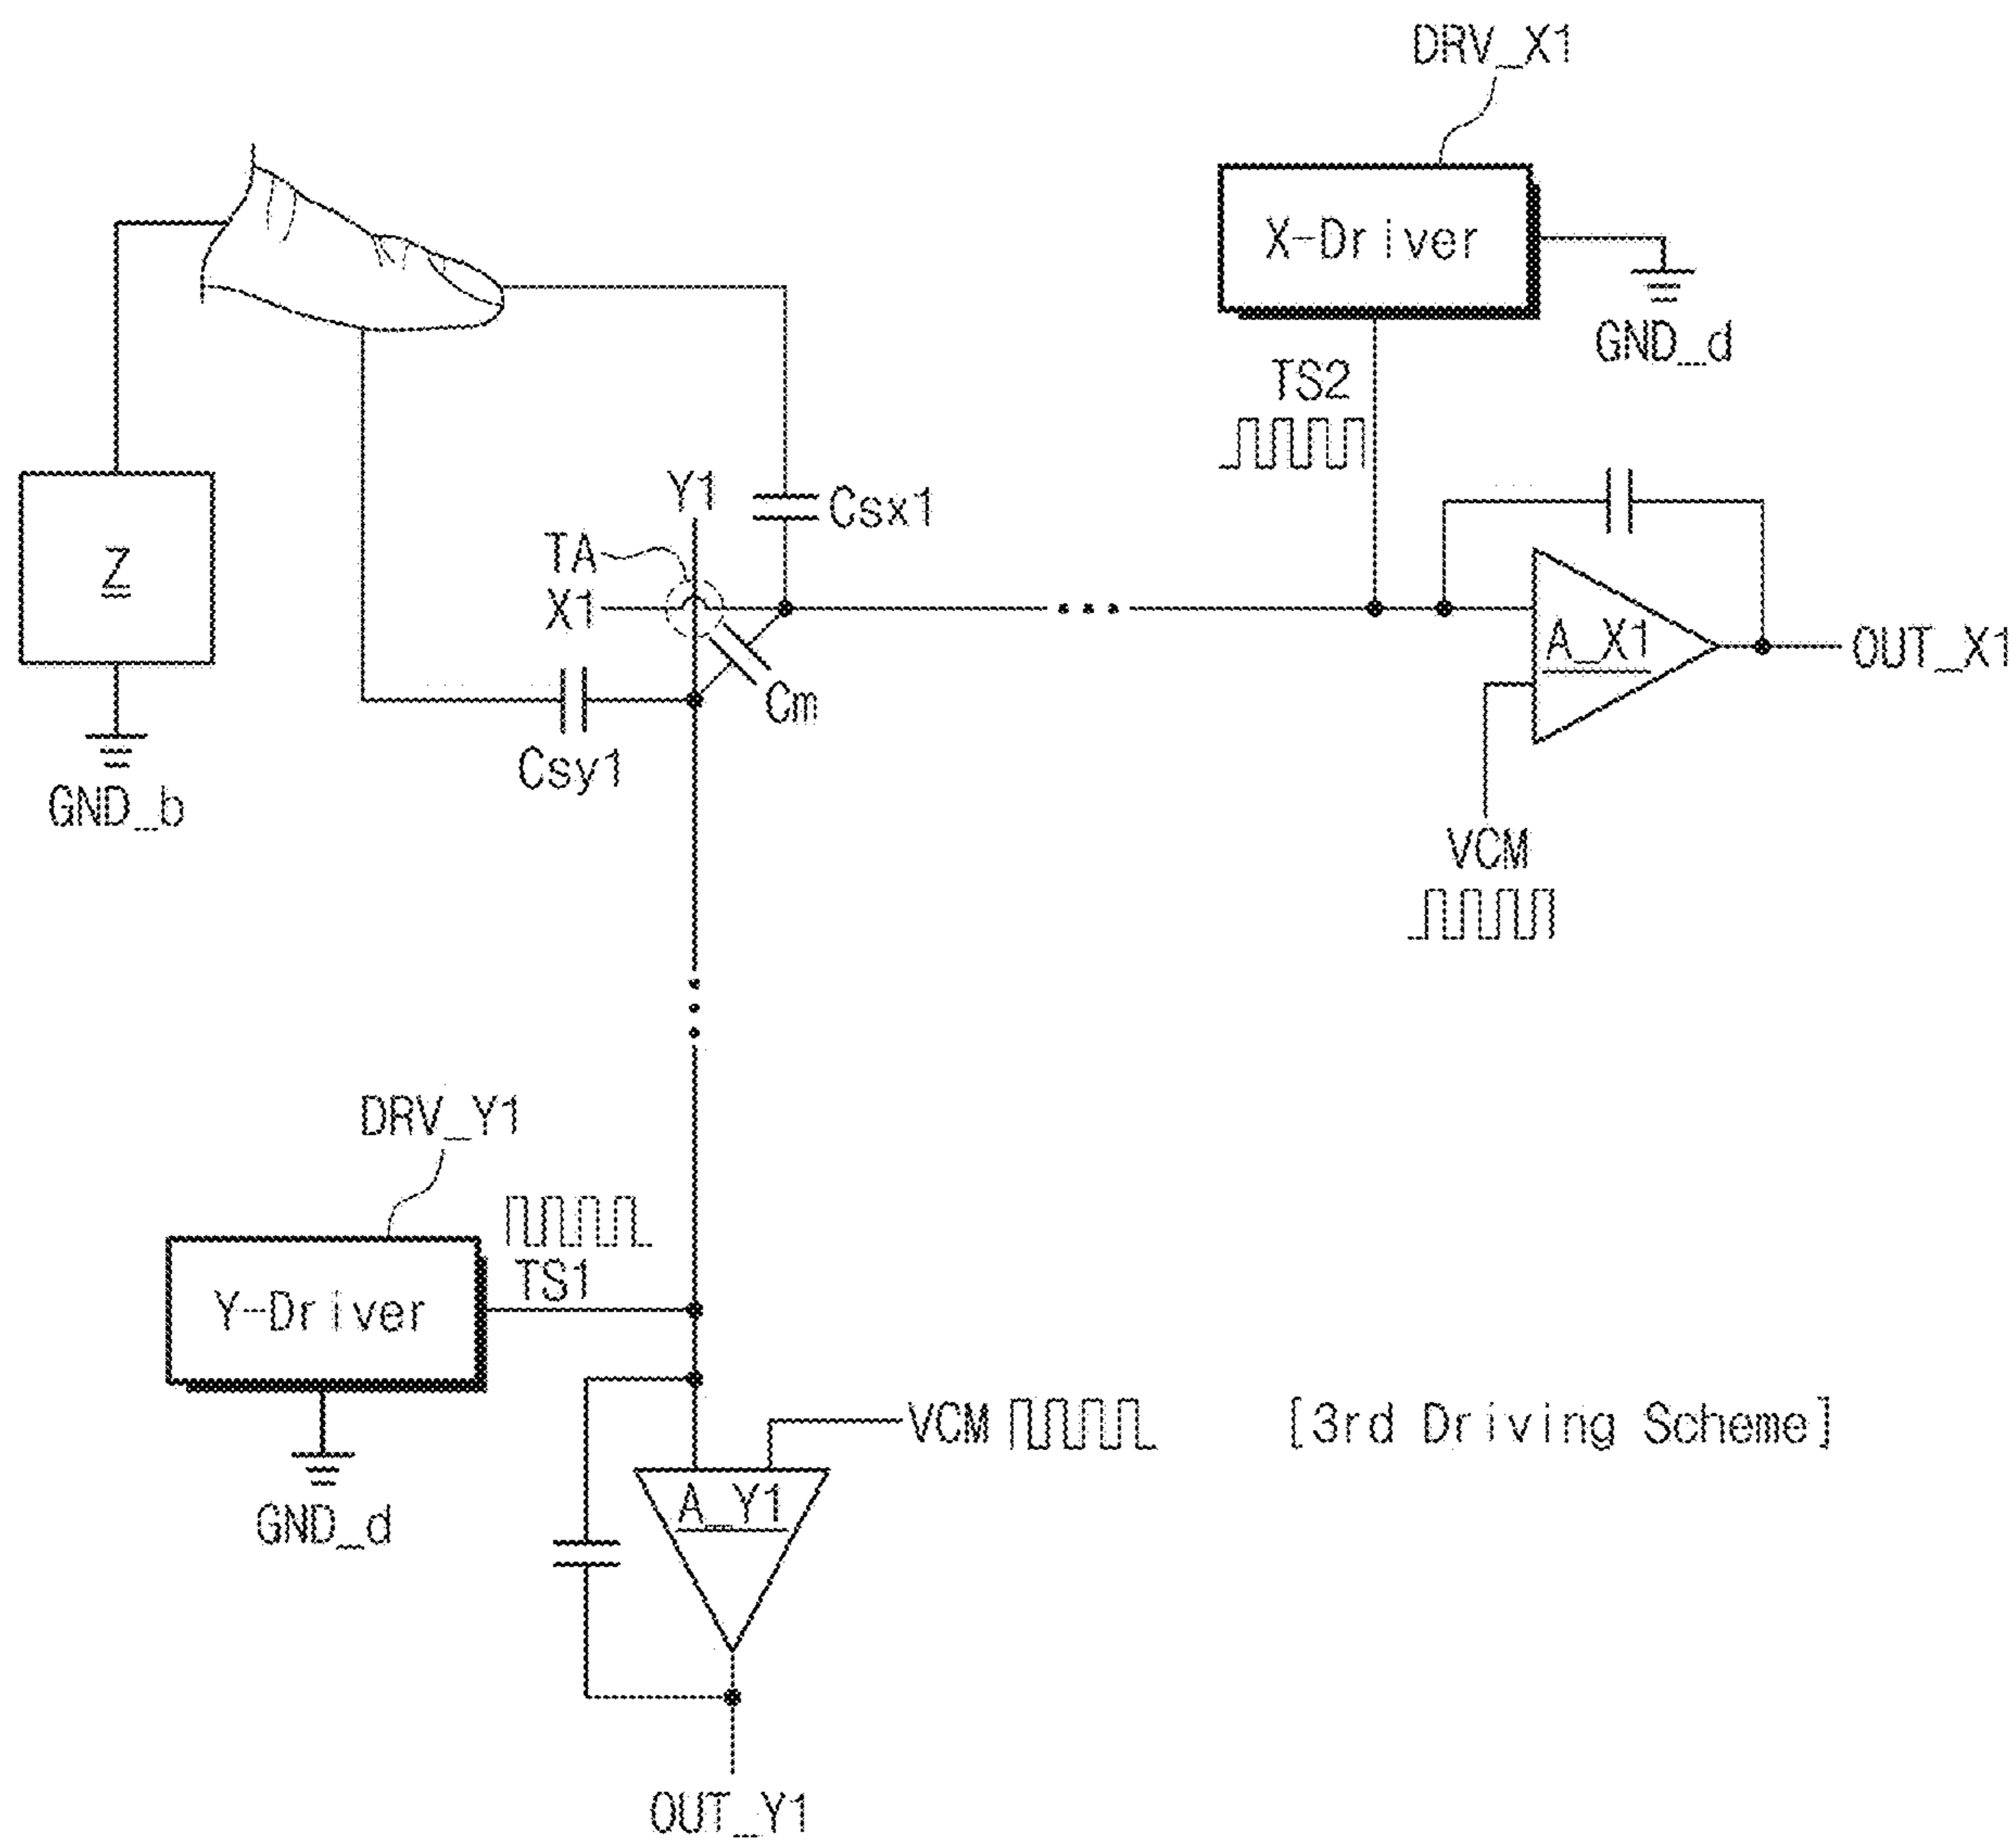 DRV_X1
X-Driver
GND_d
TS2
Y1
Csx1
TA
X1
Z
A_X1
OUT_X1
Cm
Csy1
GND_b
VCM
DRV_Y1
TS1
Y-Driver
VCM
[3rd Driving Scheme]
A_Y1
GND_d
OUT_Y1